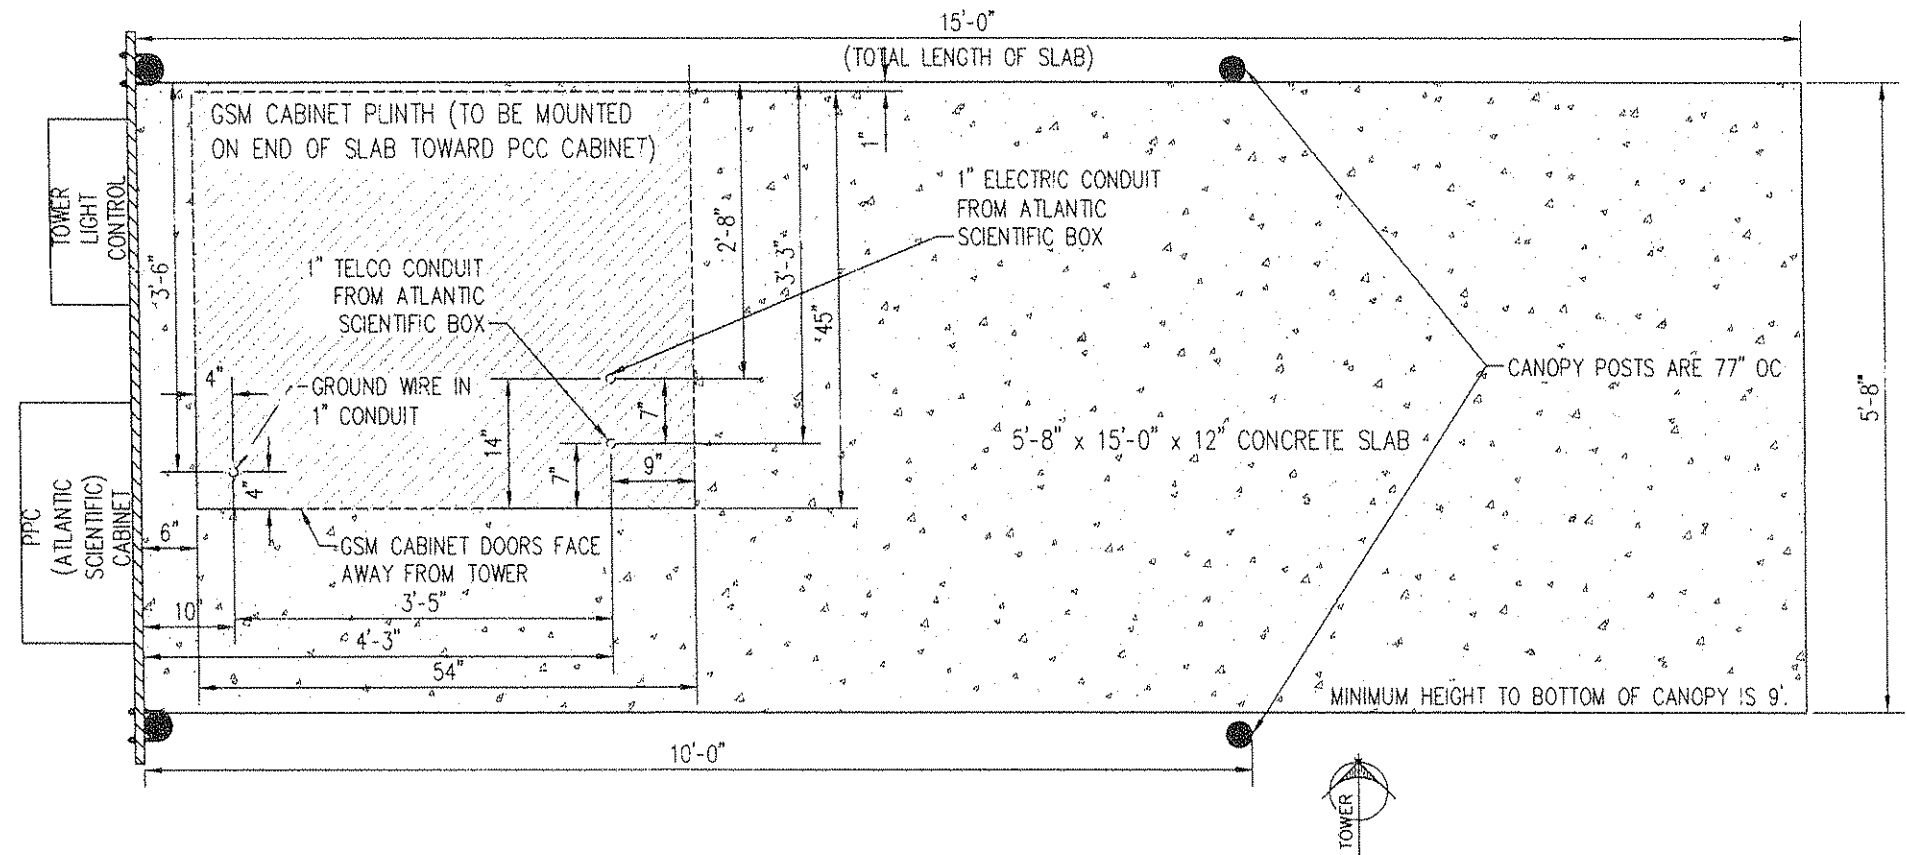 15'-0"
(TOTAL LENGTH OF SLAB)
GSM CABINET PLINTH (TO BE MOUNTED
ON END OF SLAB TOWARD PCC CABINET)
1"
TOWER
LIGHT
CONTROL
3'-6"
1" TELCO CONDUIT
FROM ATLANTIC
SCIENTIFIC BOX
2'-8"
3'-3"
45"
1" ELECTRIC CONDUIT
FROM ATLANTIC
SCIENTIFIC BOX
CANOPY POSTS ARE 77" OC
5'-8"
4"
GROUND WIRE IN
1" CONDUIT
14"
7"
7"
9"
5'-8" x 15'-0" x 12" CONCRETE SLAB
4"
PPC
(ATLANTIC
SCIENTIFIC)
CABINET
6"
GSM CABINET DOORS FACE
AWAY FROM TOWER
10"
3'-5"
4'-3"
54"
MINIMUM HEIGHT TO BOTTOM OF CANOPY IS 9'.
10'-0"
TOWER